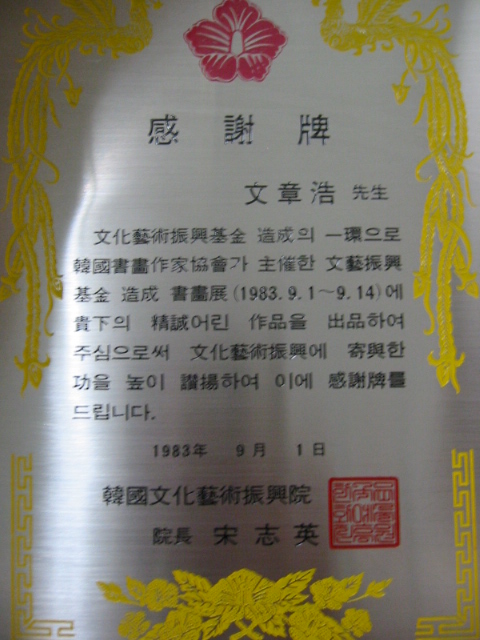 感謝牌
文章浩 先生
文化藝術振興基金 造成의 一環으로
韓國書畫作家協會가 主催한 文藝振興
基金 造成 書畫展(1983.9.1~9.14)에
貴下의 精誠어린 作品을 出品하여
주심으로써 文化藝術振興에 寄與한
功을 높이 讚揚하여 이에 感謝牌를
드립니다.
1983年 9月 1日
韓國文化藝術振興院
院長 宋志英